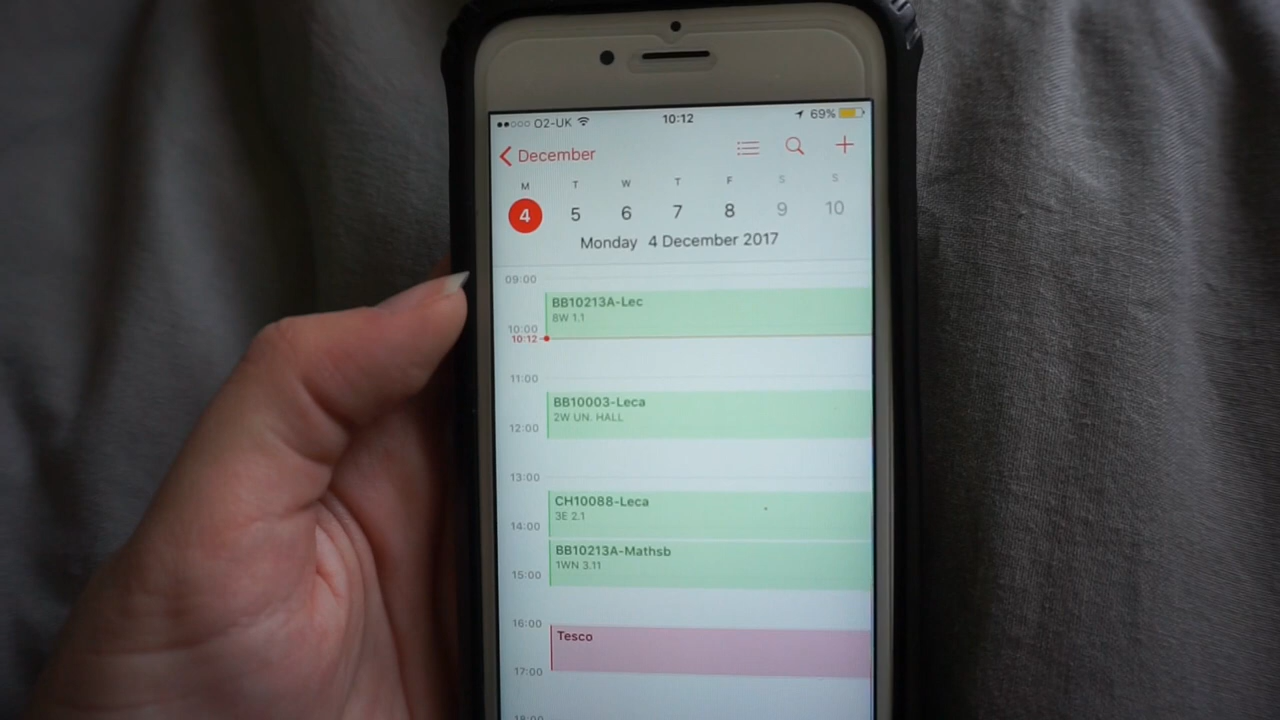 O2-UK 10:12 69%
December
M T W T F S S
4 5 6 7 8 9 10
Monday 4 December 2017
09:00
BB10213A-Lec
8W 1.1
10:00
10:12
11:00
BB10003-Leca
2W UN. HALL
12:00
13:00
CH10088-Leca
3E 2.1
14:00
BB10213A-Mathsb
1WN 3.11
15:00
16:00
Tesco
17:00
18:00